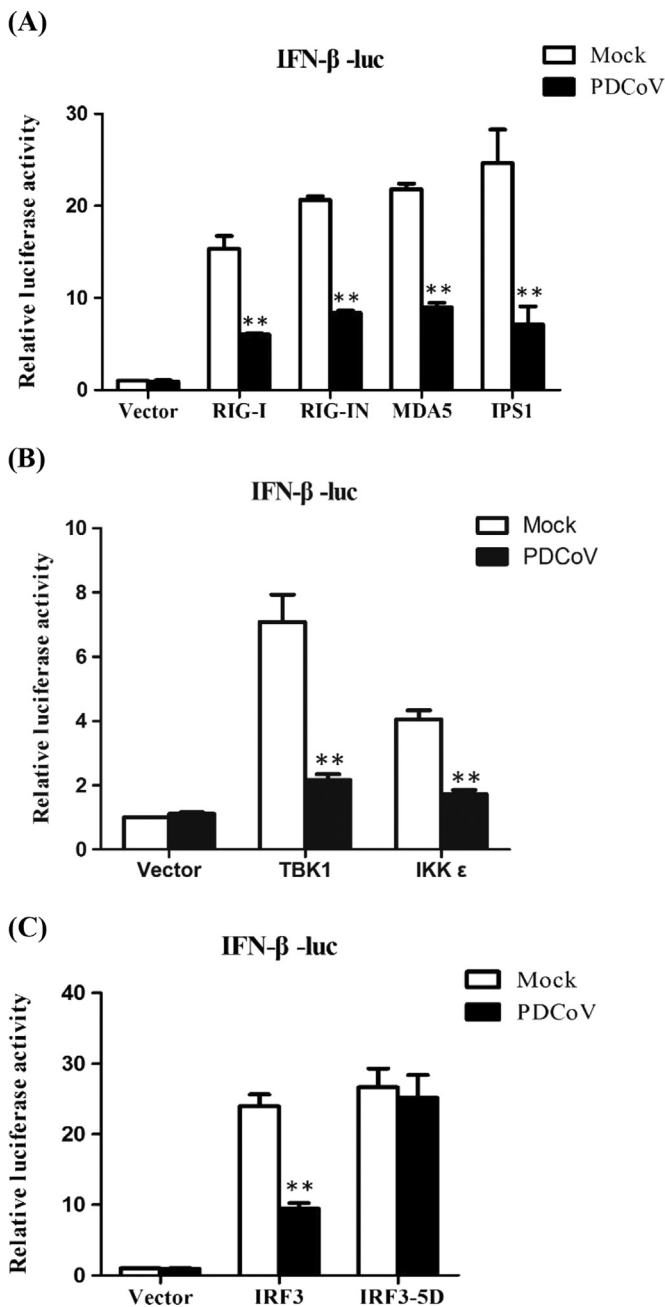 (A)
IFN-β -luc
Mock
PDCoV
Relative luciferase activity
30
20
10
0
** ** ** **
Vector RIG-I RIG-IN MDA5 IPS1
(B)
IFN-β -luc
Mock
PDCoV
Relative luciferase activity
10
8
6
4
2
0
** **
Vector TBK1 IKK ε
(C)
IFN-β -luc
Mock
PDCoV
Relative luciferase activity
40
30
20
10
0
**
Vector IRF3 IRF3-5D